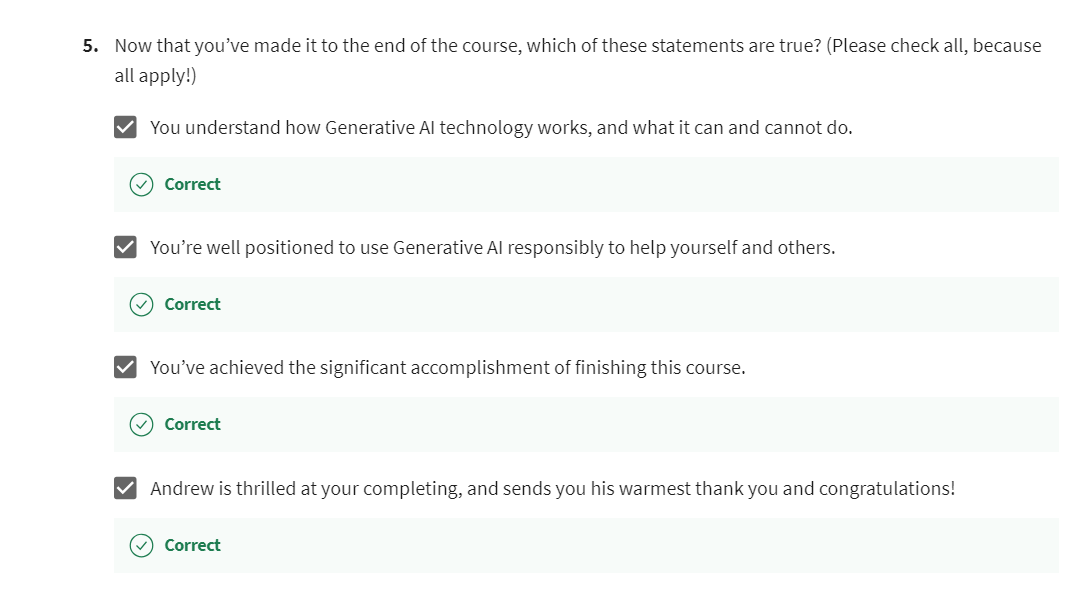 5. Now that you’ve made it to the end of the course, which of these statements are true? (Please check all, because
all apply!)
You understand how Generative AI technology works, and what it can and cannot do.
Correct
You’re well positioned to use Generative AI responsibly to help yourself and others.
Correct
You’ve achieved the significant accomplishment of finishing this course.
Correct
Andrew is thrilled at your completing, and sends you his warmest thank you and congratulations!
Correct